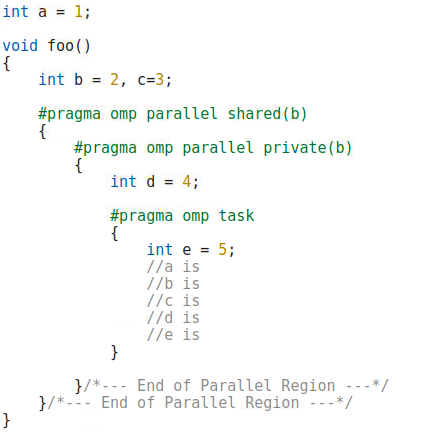 int a = 1;

void foo()
{
    int b = 2, c=3;

    #pragma omp parallel shared(b)
    {
        #pragma omp parallel private(b)
        {
            int d = 4;

            #pragma omp task
            {
                int e = 5;
                //a is
                //b is
                //c is
                //d is
                //e is
            }

        }/*--- End of Parallel Region ---*/
    }/*--- End of Parallel Region ---*/
}